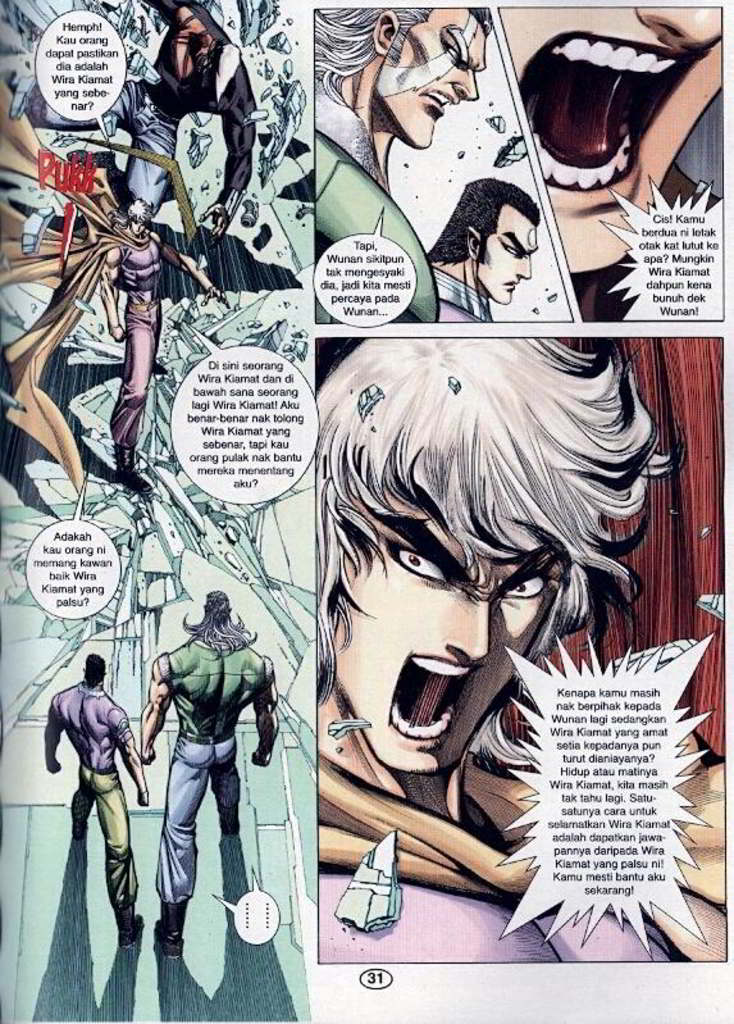 Hemph!
Kau orang
dapat pastikan
dia adalah
Wira Kiamat
yang sebe-
nar?
PUKK
!
Di sini seorang
Wira Kiamat dan di
bawah sana seorang
lagi Wira Kiamat! Aku
benar-benar nak tolong
Wira Kiamat yang
sebenar, tapi kau
orang pulak nak bantu
mereka menentang
aku?
Adakah
kau orang ni
memang kawan
baik Wira
Kiamat yang
palsu?
......
Tapi,
Wunan sikitpun
tak mengesyaki
dia, jadi kita mesti
percaya pada
Wunan...
Cis! Kamu
berdua ni letak
otak kat lutut ke
apa? Mungkin
Wira Kiamat
dahpun kena
bunuh dek
Wunan!
Kenapa kamu masih
nak berpihak kepada
Wunan lagi sedangkan
Wira Kiamat yang amat
setia kepadanya pun
turut dianiayanya?
Hidup atau matinya
Wira Kiamat, kita masih
tak tahu lagi. Satu-
satunya cara untuk
selamatkan Wira Kiamat
adalah dapatkan jawa-
pannya daripada Wira
Kiamat yang palsu ni!
Kamu mesti bantu aku
sekarang!
31